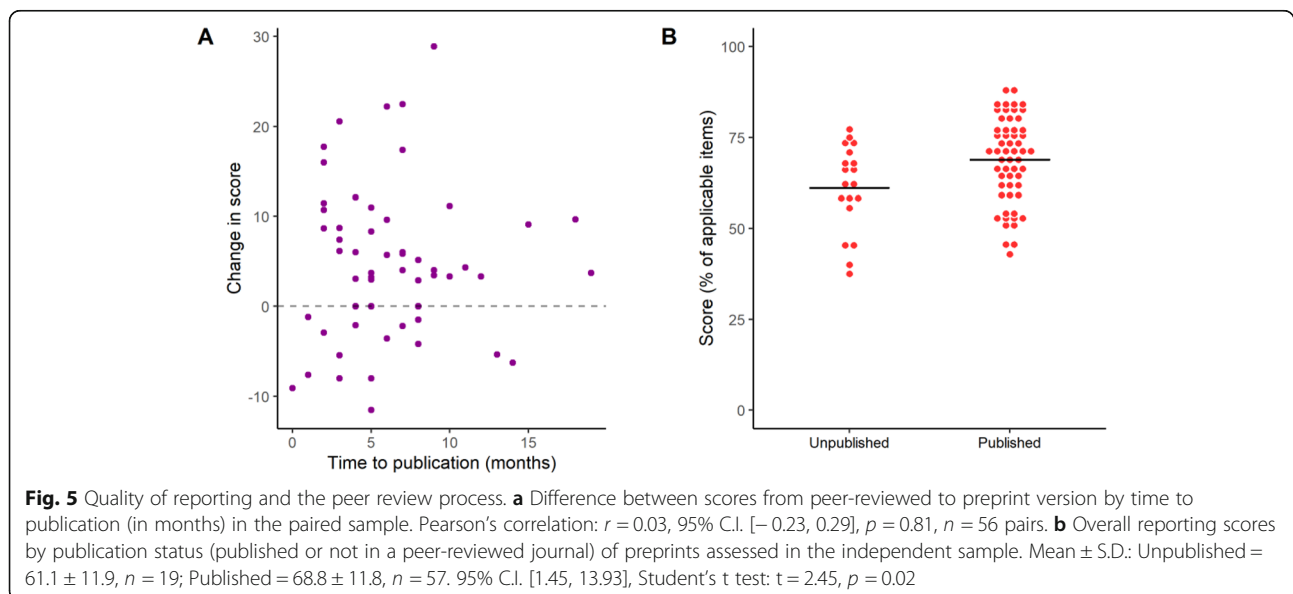 A
30
20
10
0
-10
Change in score
0
5
10
15
Time to publication (months)
B
100
75
50
25
0
Score (% of applicable items)
Unpublished
Published
Fig. 5 Quality of reporting and the peer review process. a Difference between scores from peer-reviewed to preprint version by time to
publication (in months) in the paired sample. Pearson's correlation: r = 0.03, 95% C.I. [− 0.23, 0.29], p = 0.81, n = 56 pairs. b Overall reporting scores
by publication status (published or not in a peer-reviewed journal) of preprints assessed in the independent sample. Mean ± S.D.: Unpublished =
61.1 ± 11.9, n = 19; Published = 68.8 ± 11.8, n = 57. 95% C.I. [1.45, 13.93], Student's t test: t = 2.45, p = 0.02